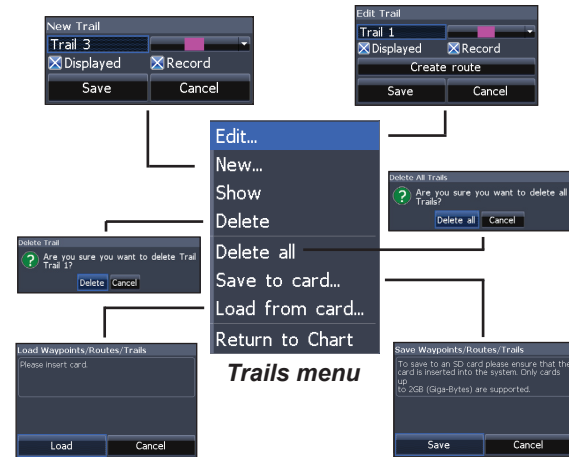 New Trail
Trail 3
Displayed
Record
Save
Cancel
Edit Trail
Trail 1
Displayed
Record
Create route
Save
Cancel
Edit...
New...
Show
Delete
Delete all
Save to card...
Load from card...
Return to Chart
Trails menu
Delete All Trails
Are you sure you want to delete all
Trails?
Delete all
Cancel
Delete Trail
Are you sure you want to delete Trail
Trail 1?
Delete
Cancel
Load Waypoints/Routes/Trails
Please insert card.
Load
Cancel
Save Waypoints/Routes/Trails
To save to an SD card please ensure that the
card is inserted into the system. Only cards
up
to 2GB (Giga-Bytes) are supported.
Save
Cancel